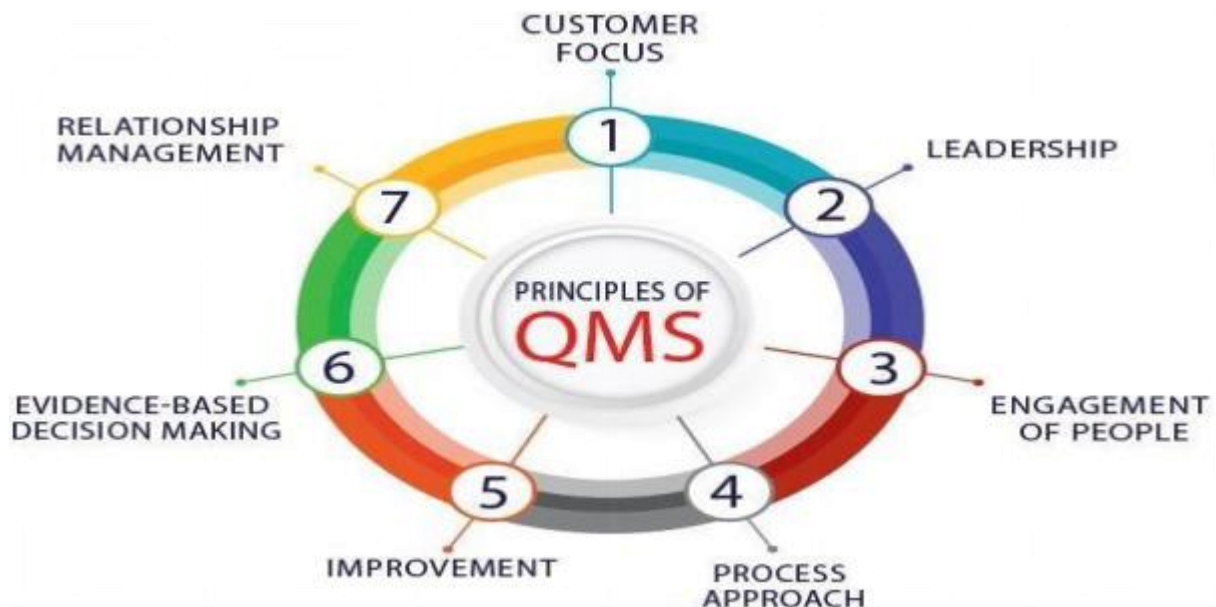 CUSTOMER
FOCUS
1
LEADERSHIP
2
ENGAGEMENT
OF PEOPLE
3
PROCESS
APPROACH
4
IMPROVEMENT
5
EVIDENCE-BASED
DECISION MAKING
6
RELATIONSHIP
MANAGEMENT
7
PRINCIPLES OF
QMS